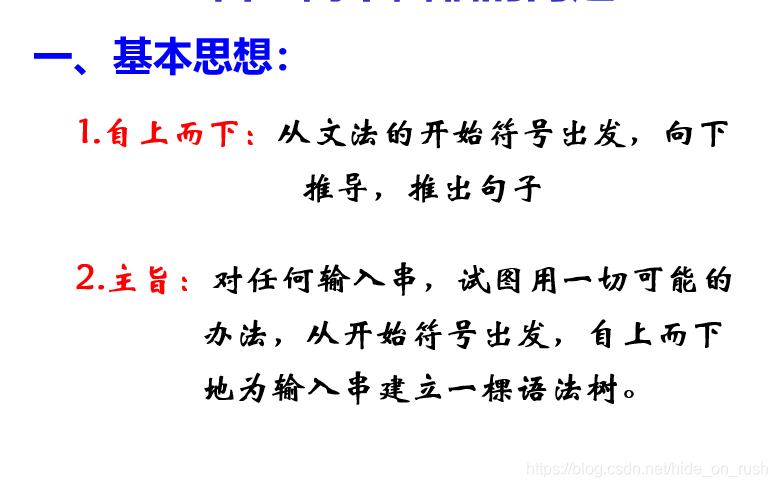 一、基本思想：
1.自上而下：从文法的开始符号出发，向下
推导，推出句子
2.主旨：对任何输入串，试图用一切可能的
办法，从开始符号出发，自上而下
地为输入串建立一棵语法树。
https://blog.csdn.net/hide_on_rush